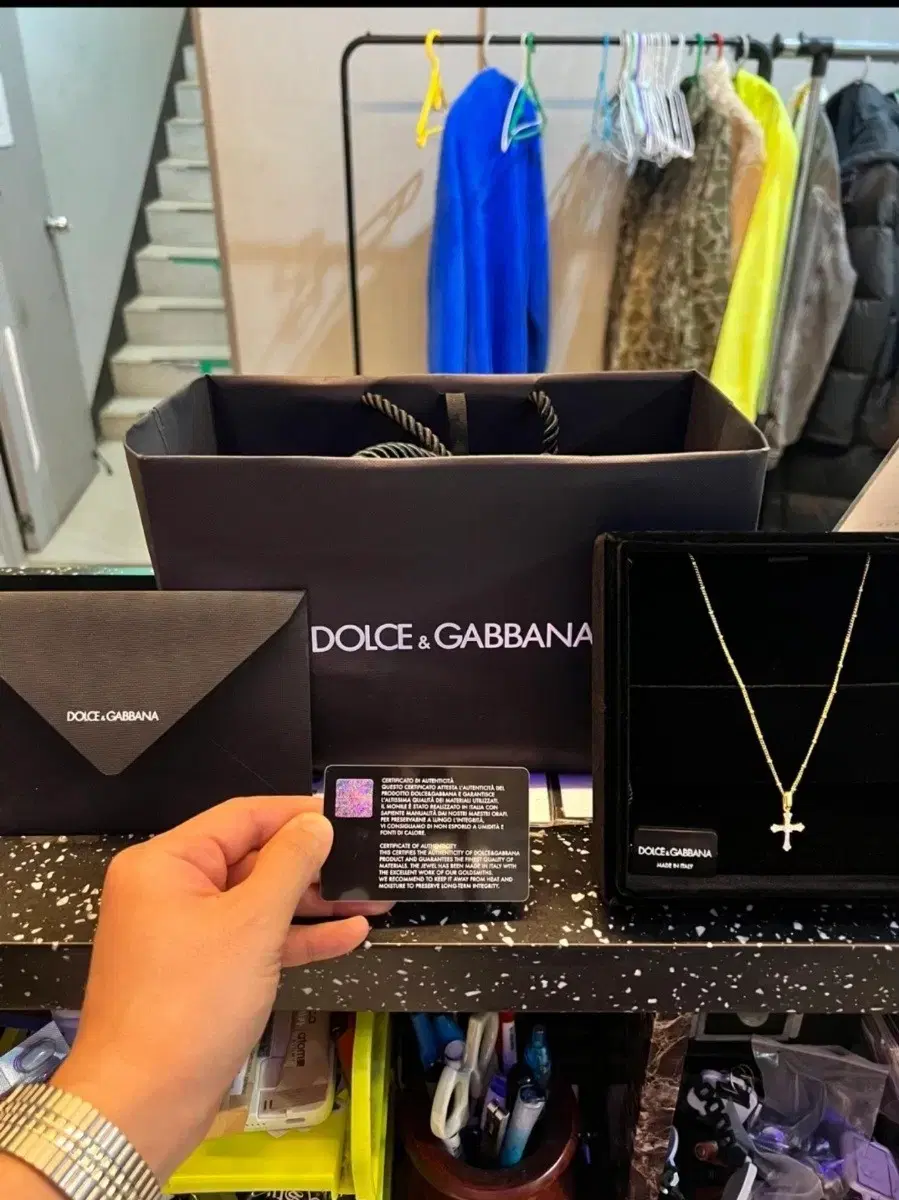 DOLCE & GABBANA
DOLCE & GABBANA
CERTIFICATO DI AUTENTICITÀ
QUESTO CERTIFICATO ATTESTA L'AUTENTICITÀ DEL
PRODOTTO DOLCE&GABBANA E GARANTISCE
L'ALTISSIMA QUALITÀ DEI MATERIALI UTILIZZATI.
IL MONILE È STATO REALIZZATO IN ITALIA CON
SAPIENTE MANUALITÀ DAI NOSTRI MAESTRI ORAFI.
PER PRESERVARNE A LUNGO L'INTEGRITÀ,
VI CONSIGLIAMO DI NON ESPORLO A UMIDITÀ E
FONTI DI CALORE.
CERTIFICATE OF AUTHENTICITY
THIS CERTIFIES THE AUTHENTICITY OF DOLCE&GABBANA
PRODUCT AND GUARANTEES THE FINEST QUALITY OF
MATERIALS. THE JEWEL HAS BEEN MADE IN ITALY WITH
THE EXCELLENT WORK OF OUR GOLDSMITHS.
WE RECOMMEND TO KEEP IT AWAY FROM HEAT AND
MOISTURE TO PRESERVE LONG-TERM INTEGRITY.
DOLCE & GABBANA
MADE IN ITALY